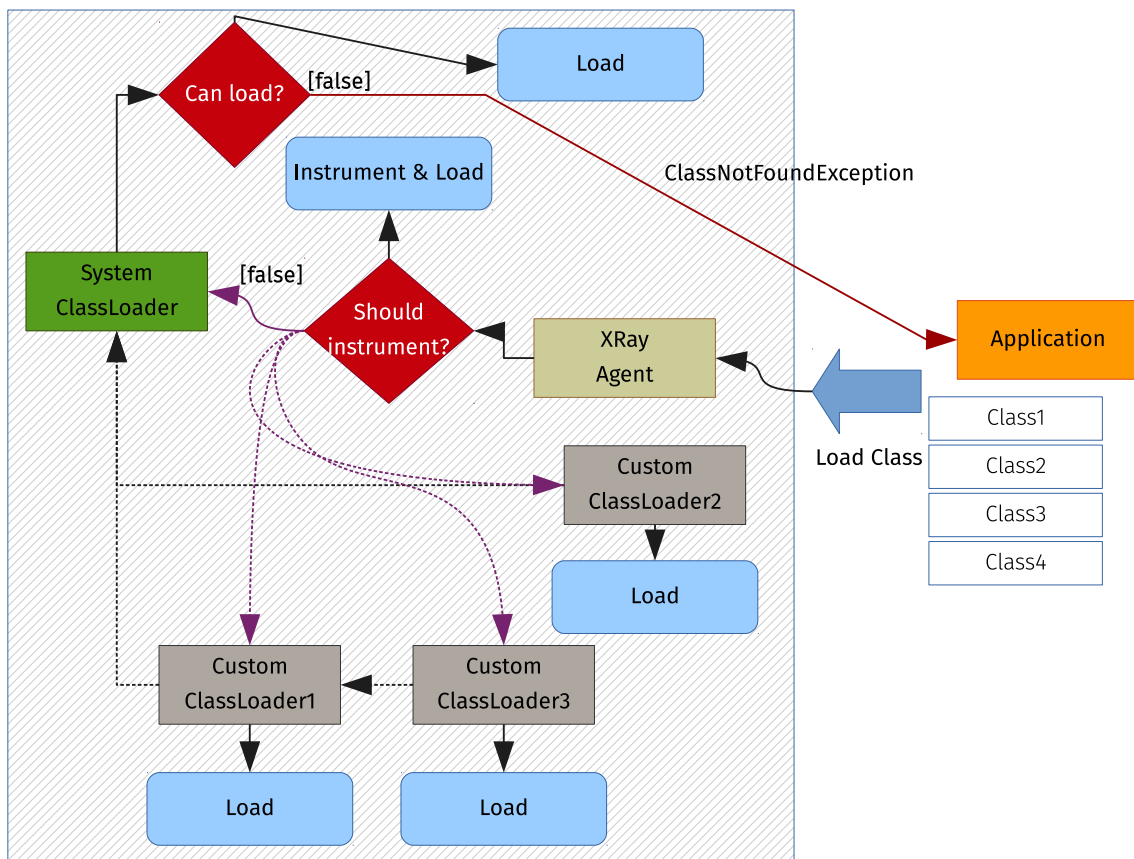 Load
Can load?
[false]
Instrument & Load
ClassNotFoundException
System
ClassLoader
[false]
Should
instrument?
XRay
Agent
Application
Load Class
Class1
Class2
Class3
Class4
Custom
ClassLoader2
Load
Custom
ClassLoader1
Custom
ClassLoader3
Load
Load